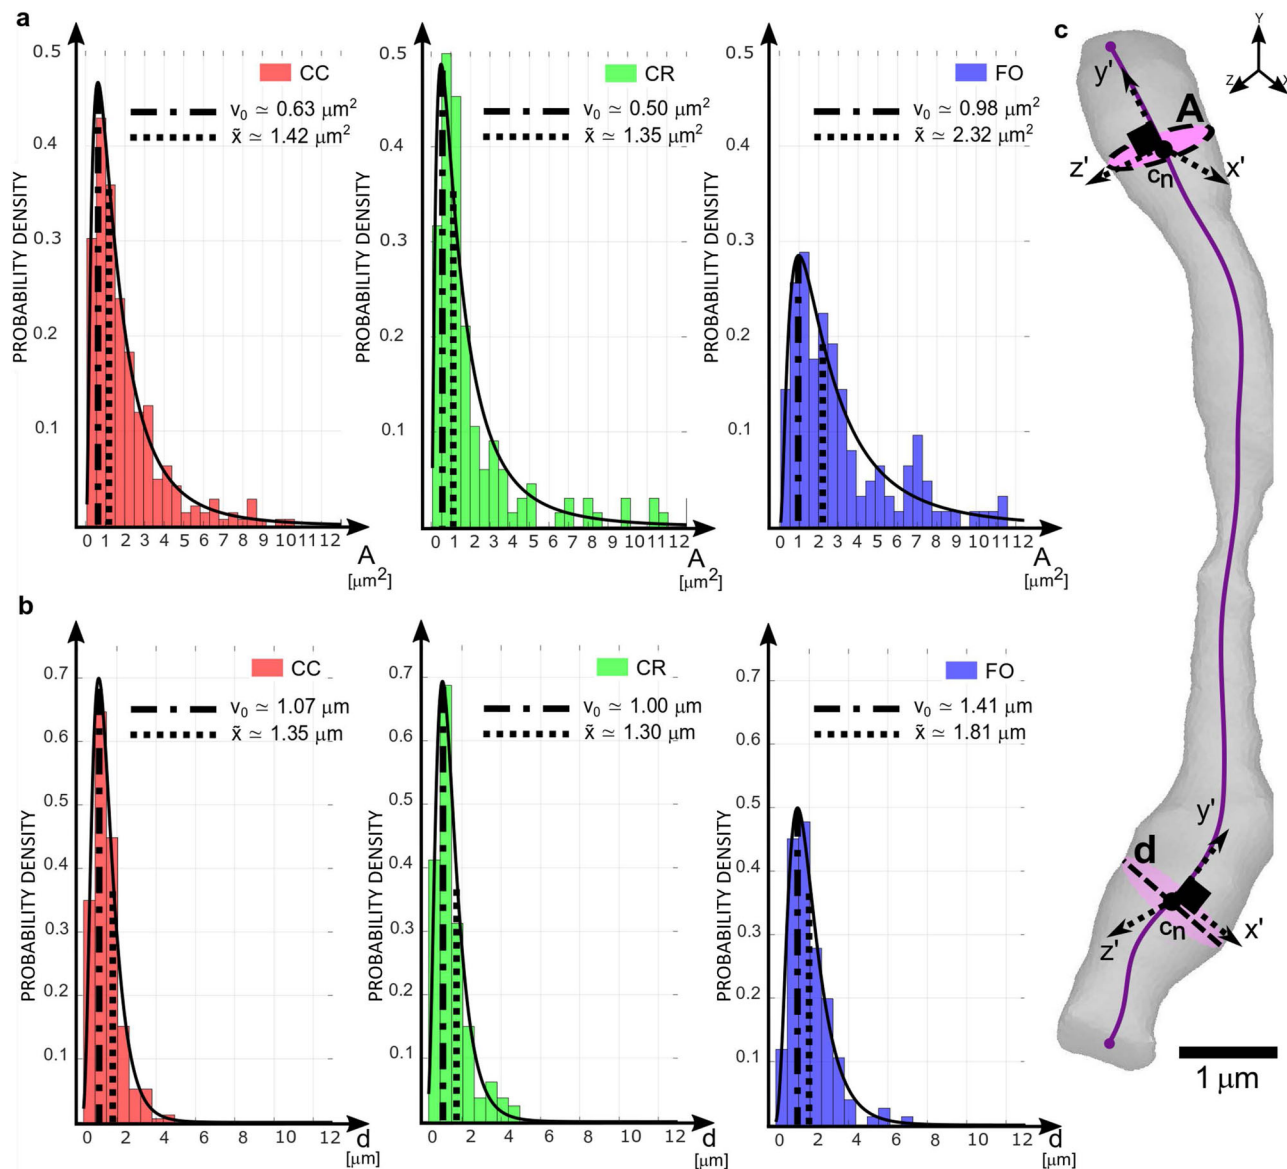 a
0.5
0.4
0.3
0.2
0.1
PROBABILITY DENSITY
CC
v₀ ≃ 0.63 μm²
x̃ ≃ 1.42 μm²
0 1 2 3 4 5 6 7 8 9 10 11 12
A
[μm²]
0.5
0.4
0.3
0.2
0.1
PROBABILITY DENSITY
CR
v₀ ≃ 0.50 μm²
x̃ ≃ 1.35 μm²
0 1 2 3 4 5 6 7 8 9 10 11 12
A
[μm²]
0.5
0.4
0.3
0.2
0.1
PROBABILITY DENSITY
FO
v₀ ≃ 0.98 μm²
x̃ ≃ 2.32 μm²
0 1 2 3 4 5 6 7 8 9 10 11 12
A
[μm²]
b
0.7
0.6
0.5
0.4
0.3
0.2
0.1
PROBABILITY DENSITY
CC
v₀ ≃ 1.07 μm
x̃ ≃ 1.35 μm
0 2 4 6 8 10 12
d
[μm]
0.7
0.6
0.5
0.4
0.3
0.2
0.1
PROBABILITY DENSITY
CR
v₀ ≃ 1.00 μm
x̃ ≃ 1.30 μm
0 2 4 6 8 10 12
d
[μm]
0.7
0.6
0.5
0.4
0.3
0.2
0.1
PROBABILITY DENSITY
FO
v₀ ≃ 1.41 μm
x̃ ≃ 1.81 μm
0 2 4 6 8 10 12
d
[μm]
c
Y
Z
X
y'
A
z'
cn
x'
y'
d
z'
cn
x'
1 μm